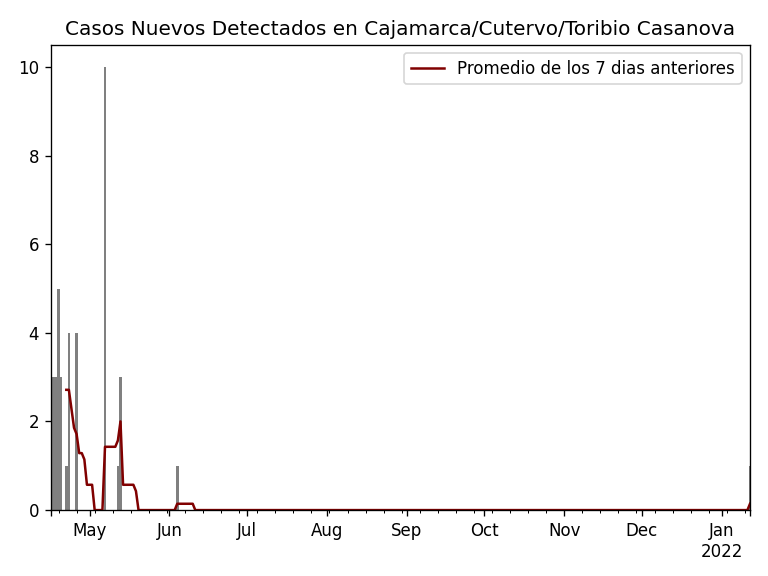 Casos Nuevos Detectados en Cajamarca/Cutervo/Toribio Casanova
Promedio de los 7 dias anteriores
10
8
6
4
2
0
May Jun Jul Aug Sep Oct Nov Dec Jan
2022